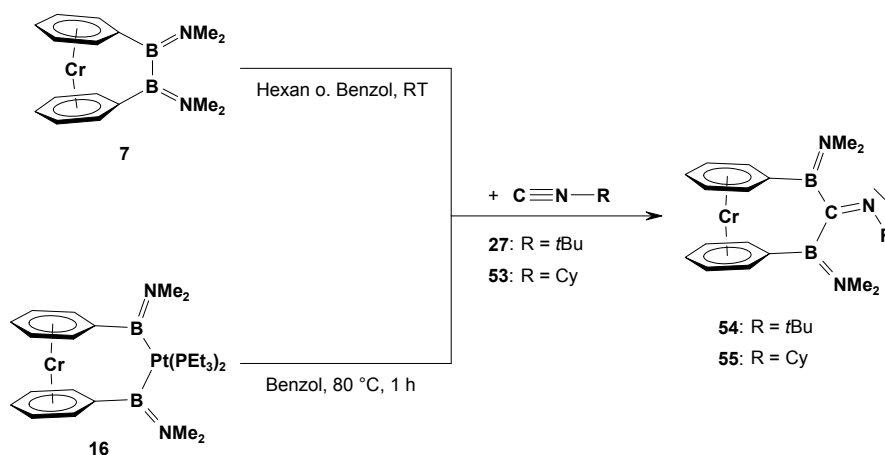 NMe2
B
Cr
B
NMe2
7
Hexan o. Benzol, RT
+ C N R
27: R = tBu
53: R = Cy
NMe2
B
Cr
C
N
B
NMe2
54: R = tBu
55: R = Cy
NMe2
B
Cr
Pt(PEt3)2
B
NMe2
16
Benzol, 80 °C, 1 h